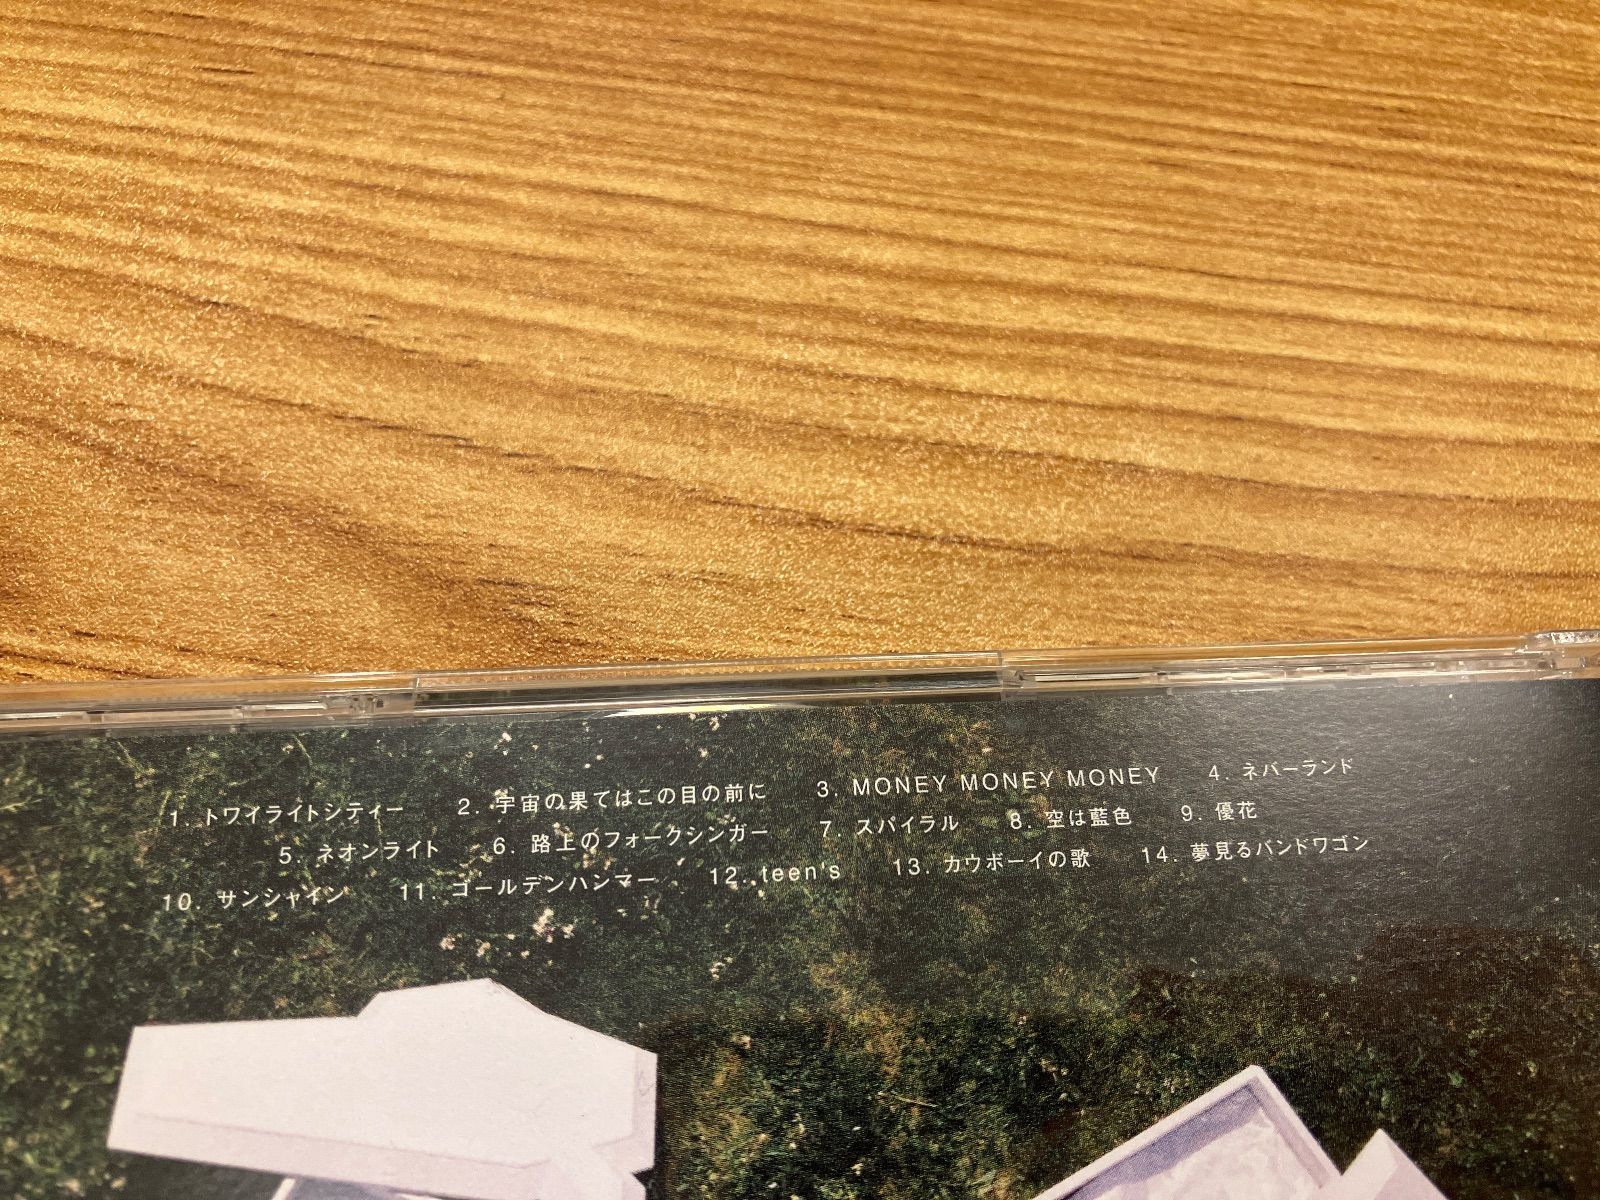 1. トワイライトシティー 2. 宇宙の果てはこの目の前に 3. MONEY MONEY MONEY 4. ネバーランド
5. ネオンライト 6. 路上のフォークシンガー 7. スパイラル 8. 空は藍色 9. 優花
10. サンシャイン 11. ゴールデンハンマー 12. teen's 13. カウボーイの歌 14. 夢見るバンドワゴン